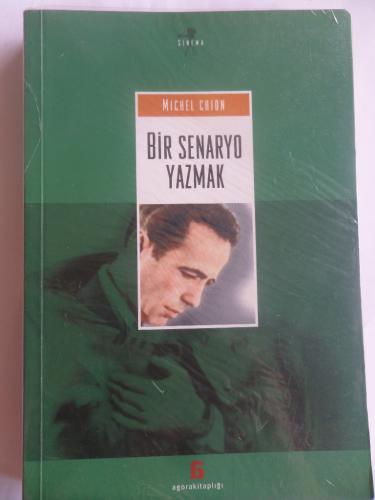 SİNEMA
MICHEL CHION
BİR SENARYO
YAZMAK
agorakitaplığı